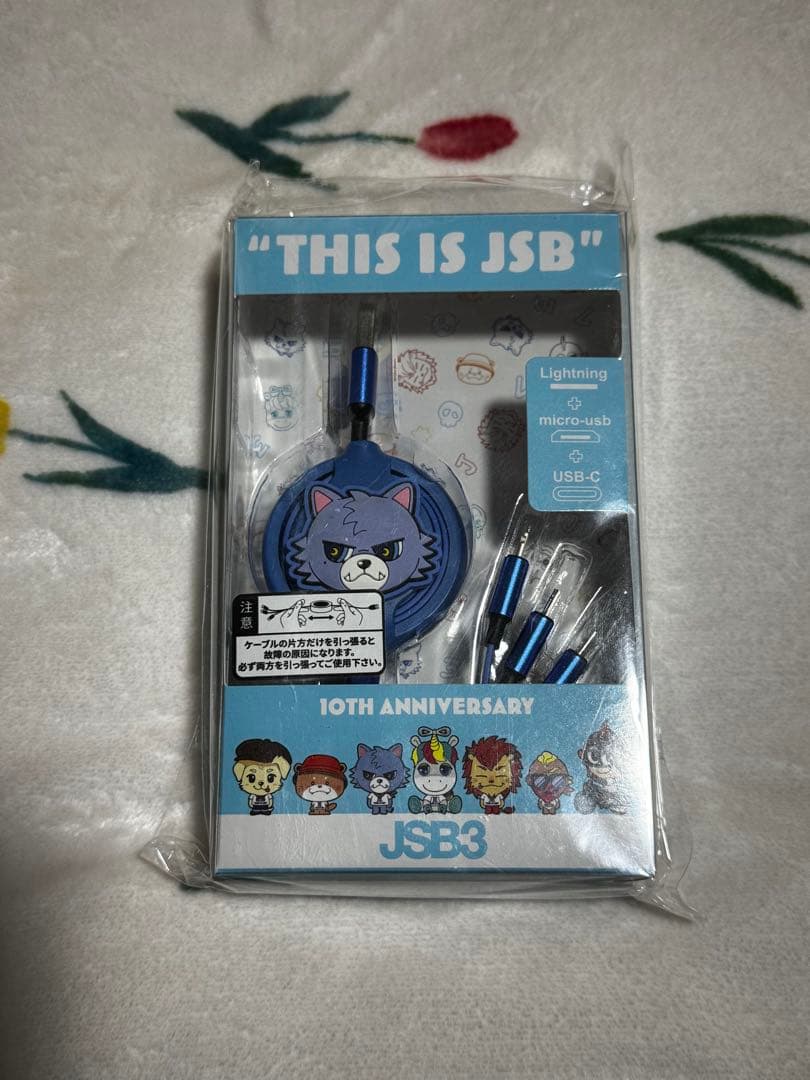 “THIS IS JSB”
Lightning
+
micro-usb
+
USB-C
注意
ケーブルの片方だけを引っ張ると
故障の原因になります。
必ず両方を引っ張ってご使用下さい。
10TH ANNIVERSARY
JSB3